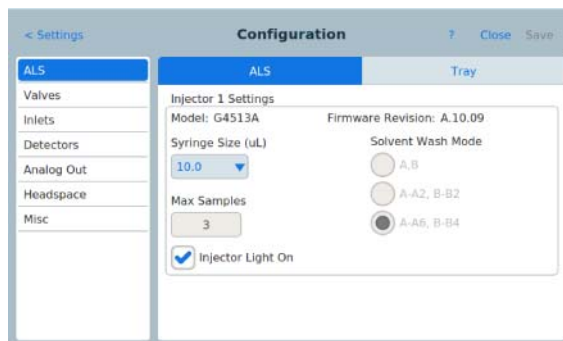 < Settings
Configuration
? Close Save
ALS
Valves
Inlets
Detectors
Analog Out
Headspace
Misc
ALS Tray
Injector 1 Settings
Model: G4513A Firmware Revision: A.10.09
Syringe Size (uL) Solvent Wash Mode
10.0 A,B
A-A2, B-B2
Max Samples
3 A-A6, B-B4
Injector Light On